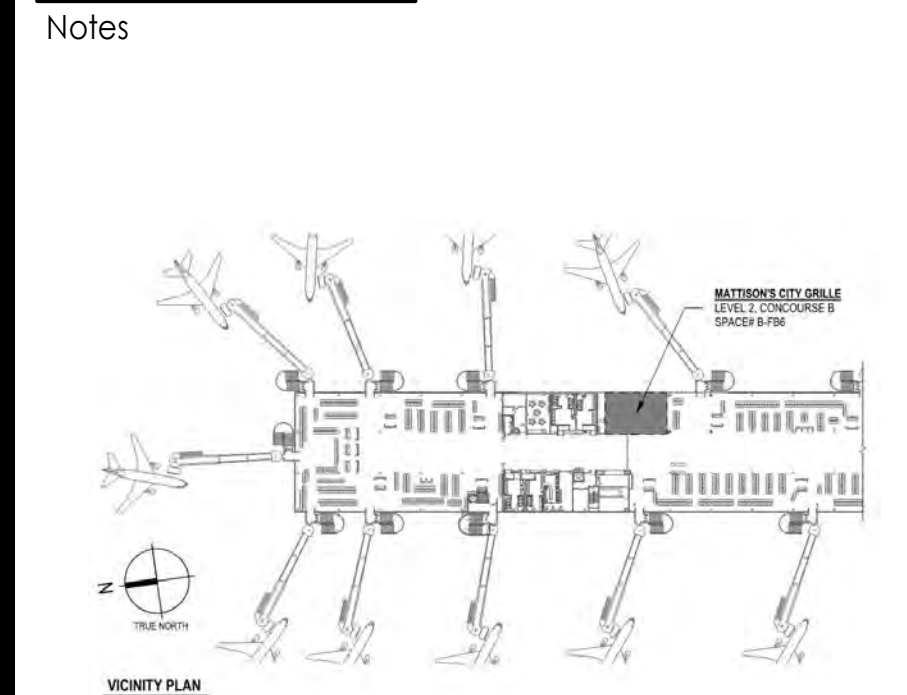 Notes
MATTISON'S CITY GRILLE
LEVEL 2, CONCOURSE B
SPACE# B-FB6
N
TRUE NORTH
VICINITY PLAN